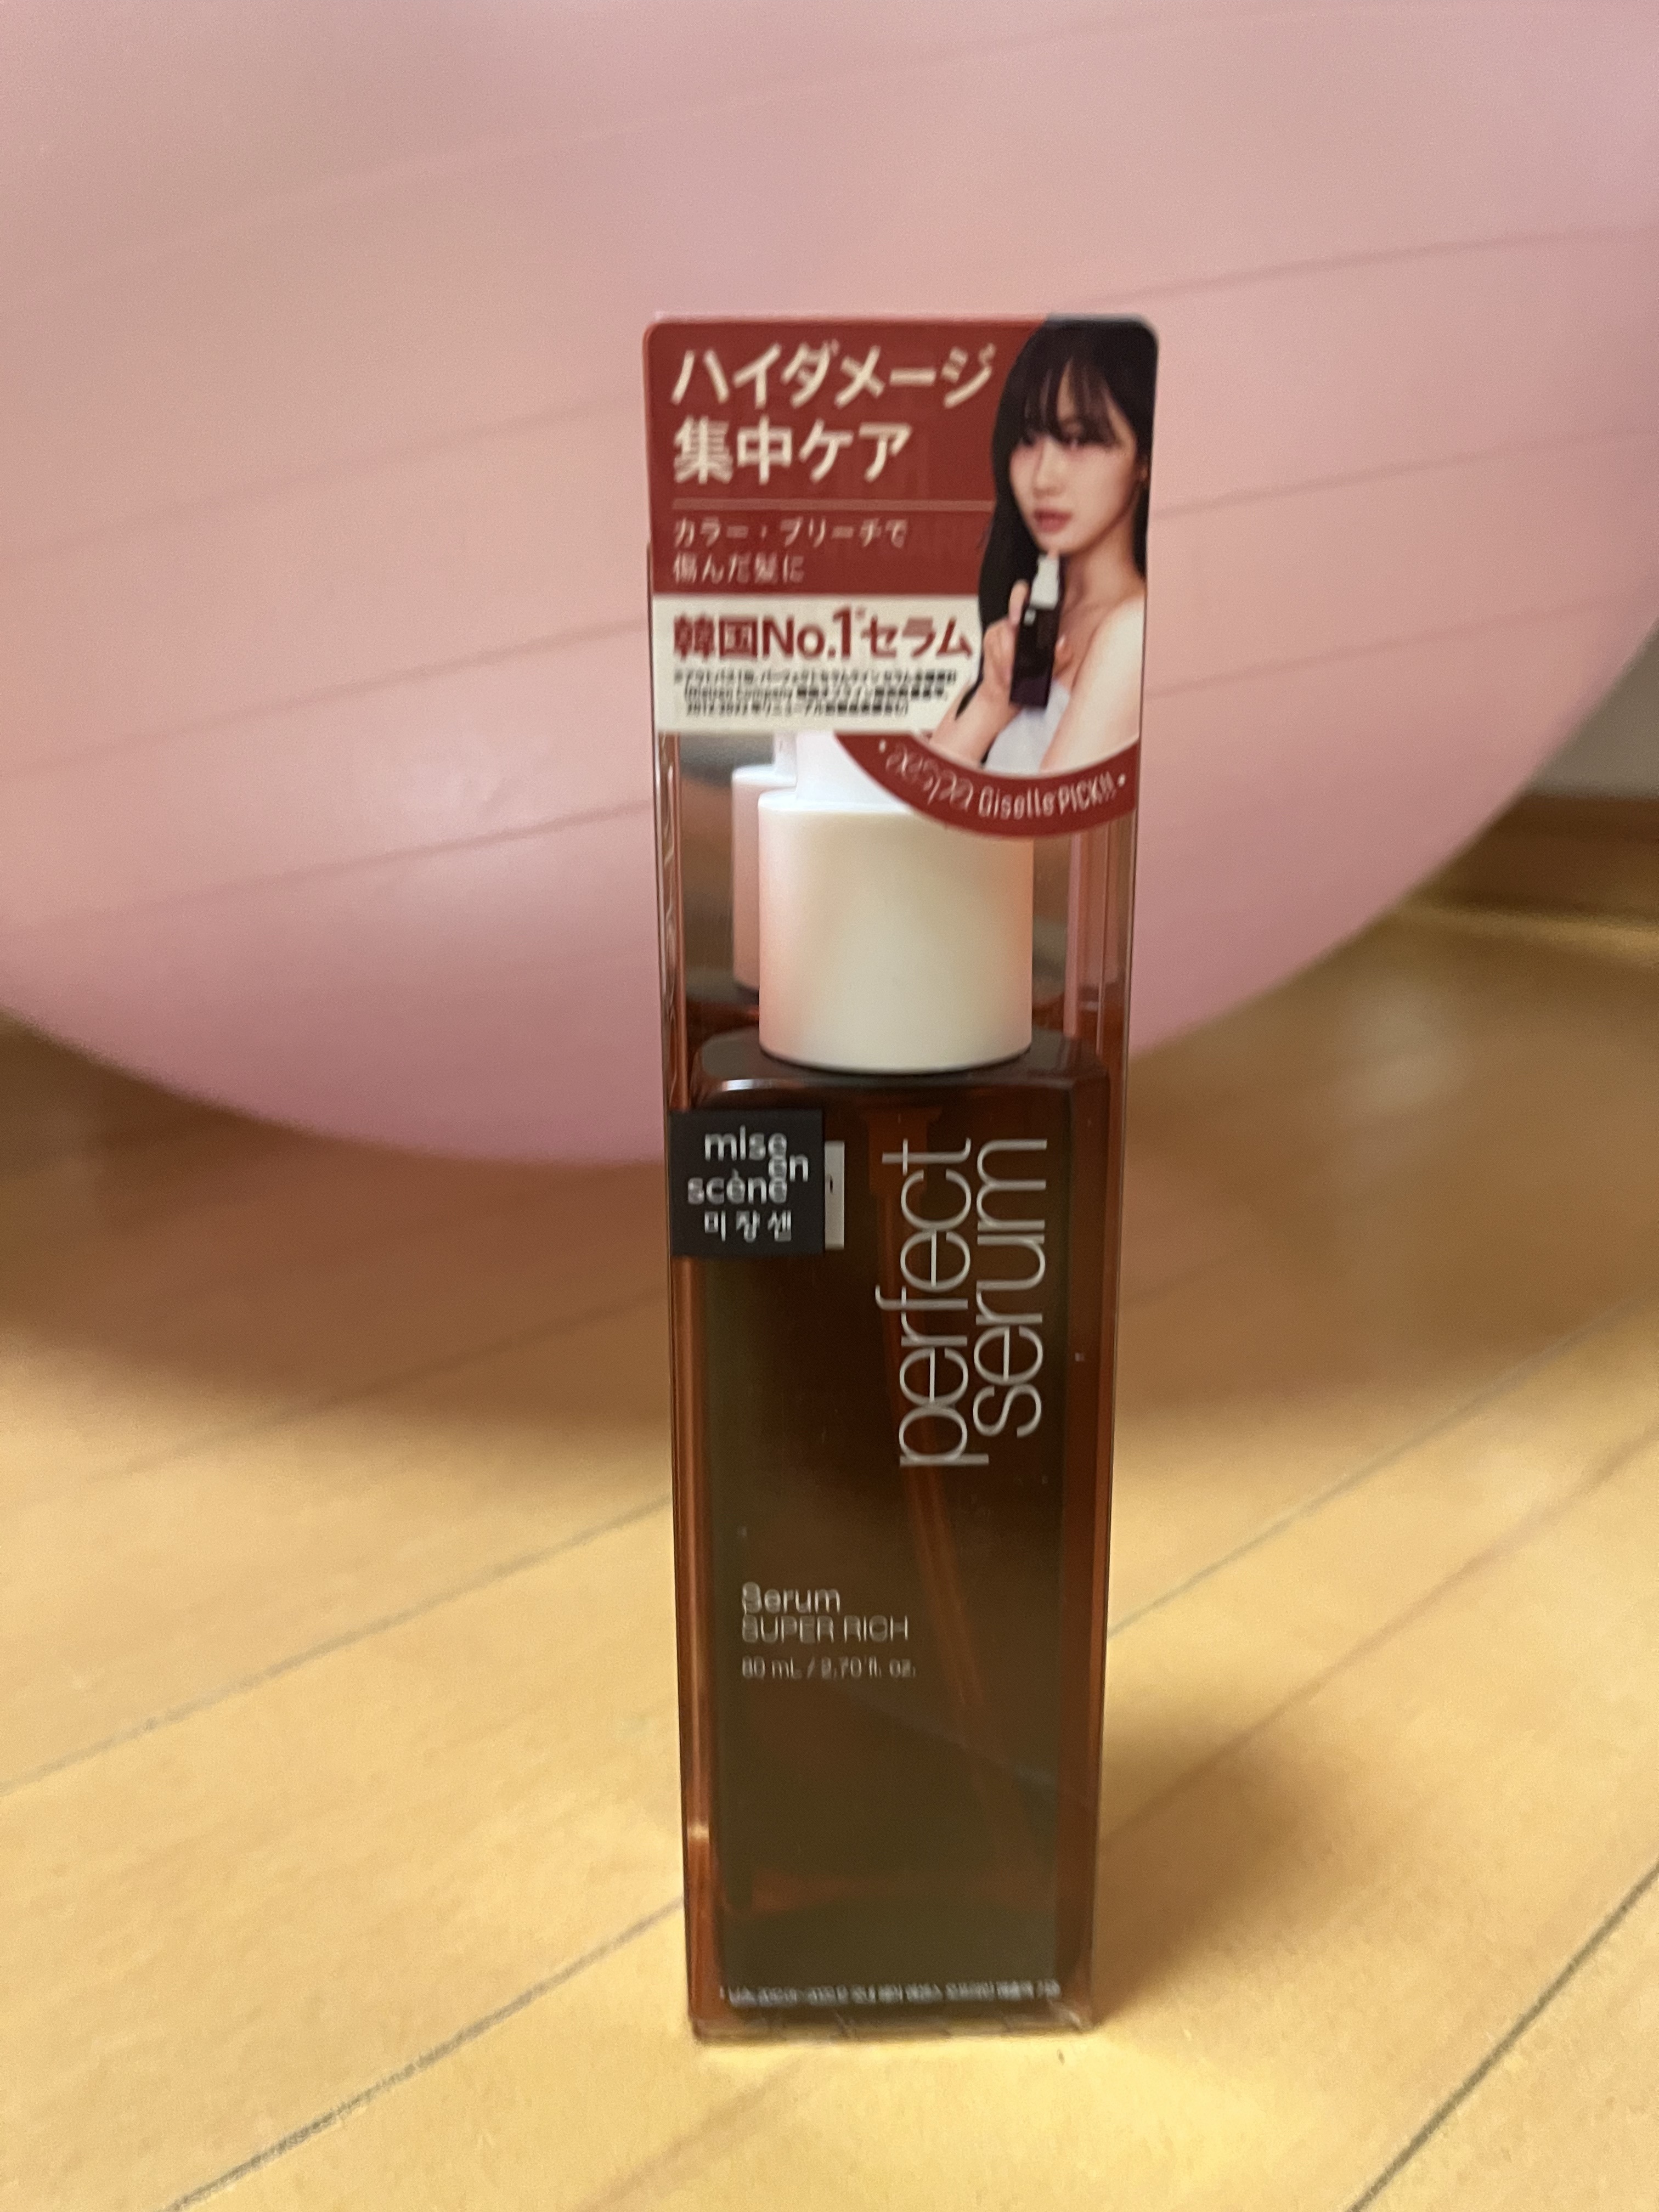 ハイダメージ
集中ケア
カラー・ブリーチで
傷んだ髪に
韓国No.1セラム
aespa Giselle PICK!!
mise
en
scène
미장센
perfect
serum
Serum
SUPER RICH
80 mL / 2.70 fl. oz.